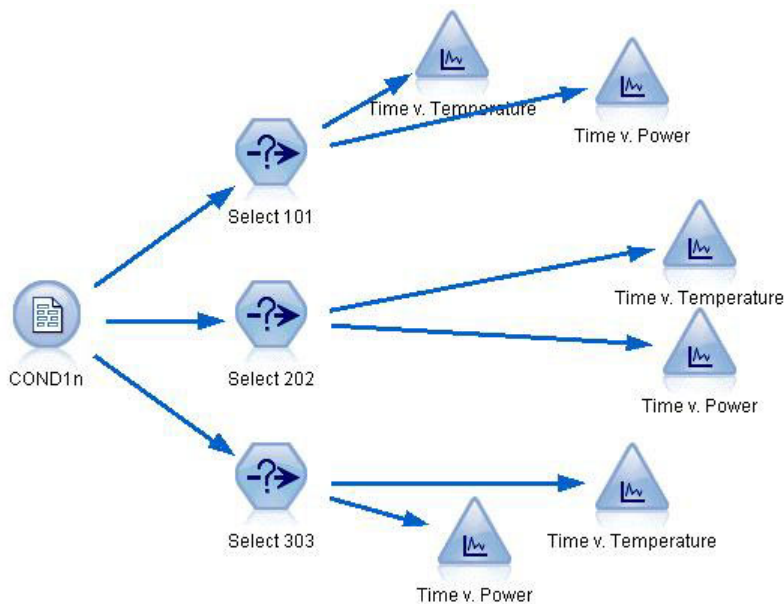 Time v. Temperature
Time v. Power
Select 101
Time v. Temperature
COND1n
Select 202
Time v. Power
Select 303
Time v. Temperature
Time v. Power